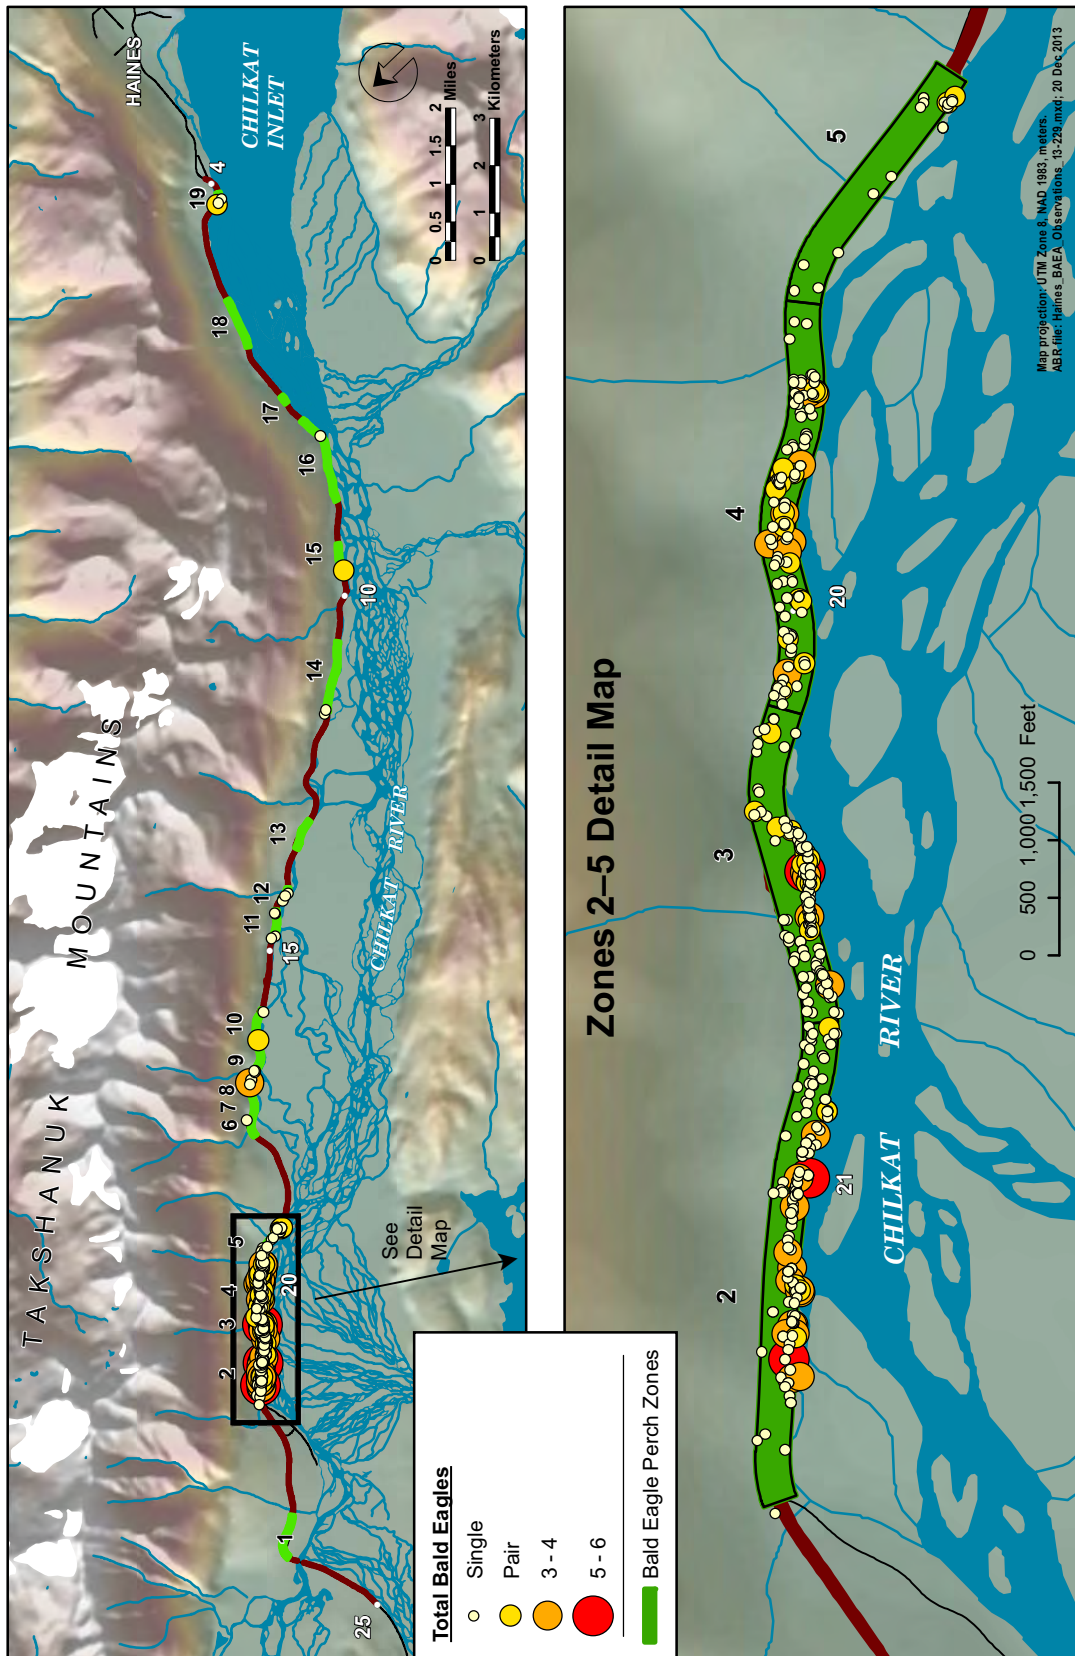 TAKSHANUK
MOUNTAINS
HAINES
CHILKAT
INLET
CHILKAT RIVER
1
2
3
4
5
6
7
8
9
10
11
12
13
14
15
16
17
18
19
25
20
15
10
4
See
Detail
Map
0 0.5 1 1.5 2
Miles
0 1 2 3
Kilometers
Total Bald Eagles
Single
Pair
3 - 4
5 - 6
Bald Eagle Perch Zones
Zones 2–5 Detail Map
2
3
4
5
21
20
CHILKAT RIVER
0 500 1,000 1,500 Feet
Map projection: UTM Zone 8, NAD 1983, meters.
ABR file: Haines_BAEA_Observations_13-229.mxd; 20 Dec 2013